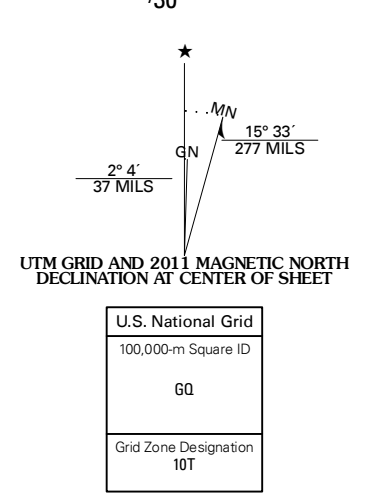 ★
MN
15° 33´
277 MILS
GN
2° 4´
37 MILS
UTM GRID AND 2011 MAGNETIC NORTH
DECLINATION AT CENTER OF SHEET
U.S. National Grid
100,000-m Square ID
GQ
Grid Zone Designation
10T